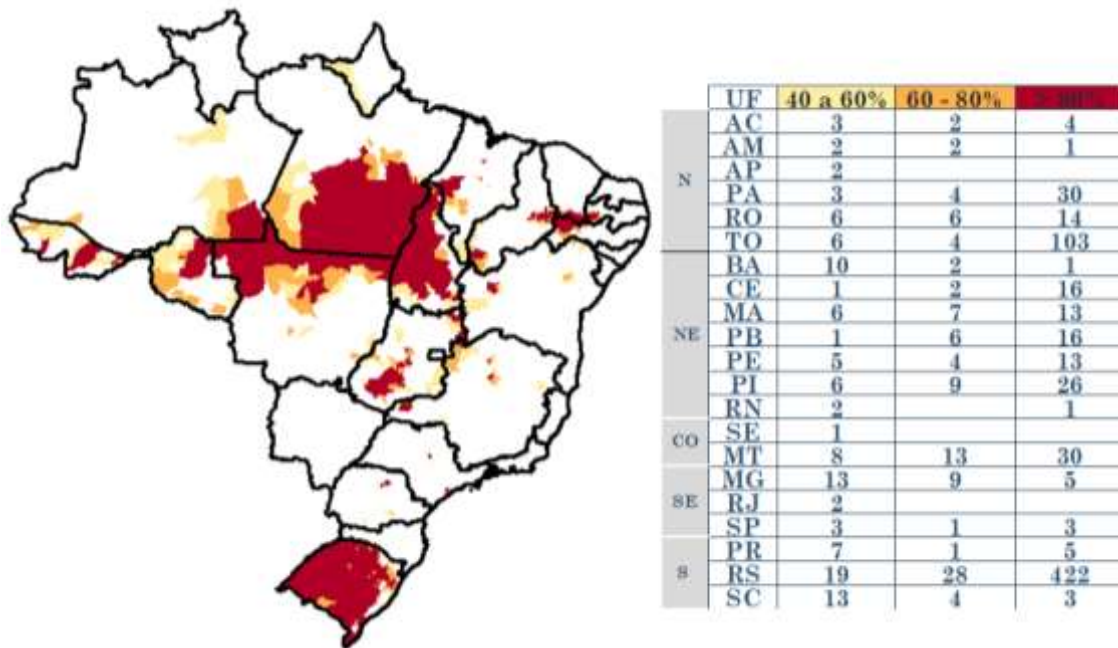 UF 40 a 60% 60 - 80% > 80%
N
AC 3 2 4
AM 2 2 1
AP 2
PA 3 4 30
RO 6 6 14
TO 6 4 103
NE
BA 10 2 1
CE 1 2 16
MA 6 7 13
PB 1 6 16
PE 5 4 13
PI 6 9 26
RN 2 1
CO
SE 1
MT 8 13 30
SE
MG 13 9 5
RJ 2
SP 3 1 3
S
PR 7 1 5
RS 19 28 422
SC 13 4 3